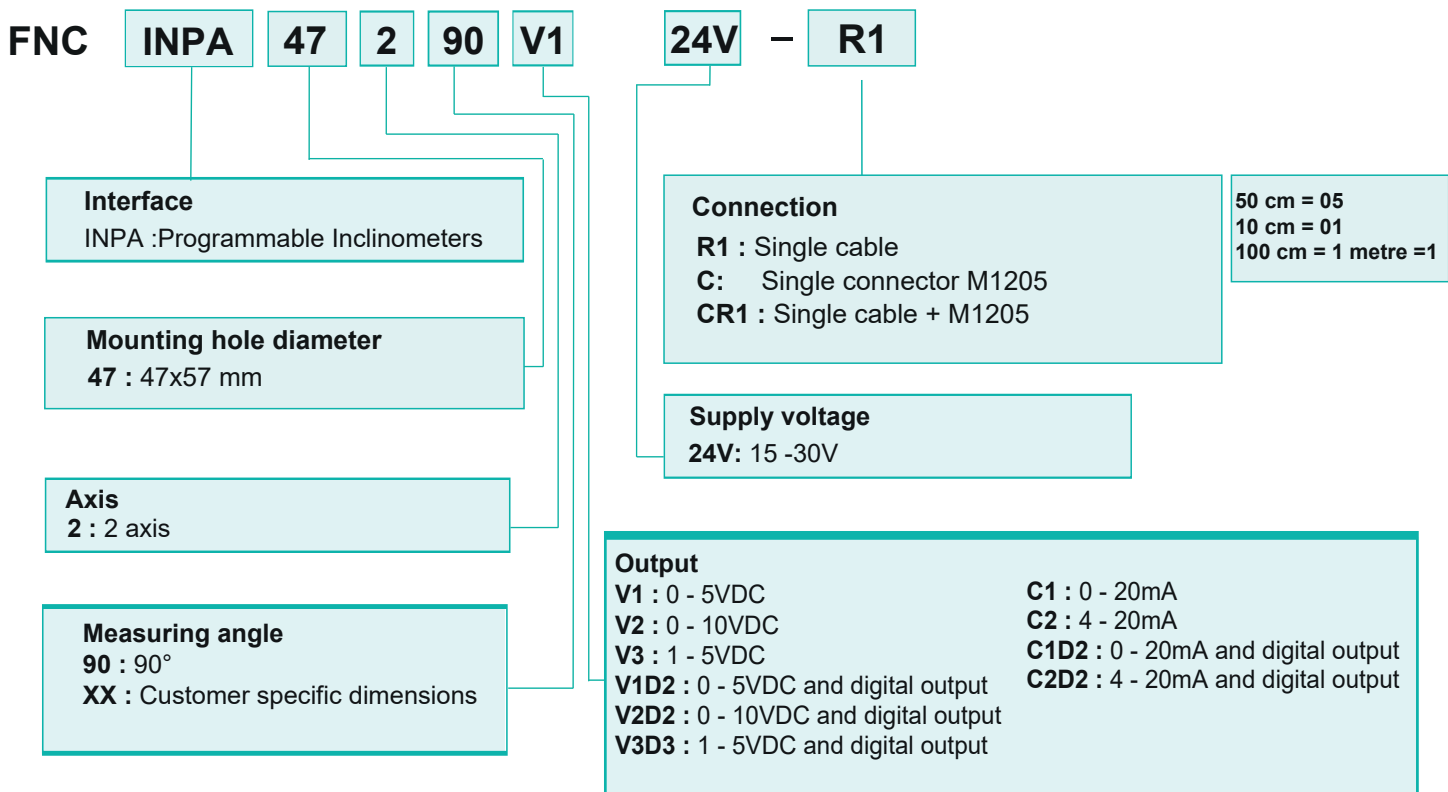 FNC INPA 47 2 90 V1 24V – R1
Interface
INPA :Programmable Inclinometers
Mounting hole diameter
47 : 47x57 mm
Axis
2 : 2 axis
Measuring angle
90 : 90°
XX : Customer specific dimensions
Connection
R1 : Single cable
C: Single connector M1205
CR1 : Single cable + M1205
50 cm = 05
10 cm = 01
100 cm = 1 metre =1
Supply voltage
24V: 15 -30V
Output
V1 : 0 - 5VDC
V2 : 0 - 10VDC
V3 : 1 - 5VDC
V1D2 : 0 - 5VDC and digital output
V2D2 : 0 - 10VDC and digital output
V3D3 : 1 - 5VDC and digital output
C1 : 0 - 20mA
C2 : 4 - 20mA
C1D2 : 0 - 20mA and digital output
C2D2 : 4 - 20mA and digital output